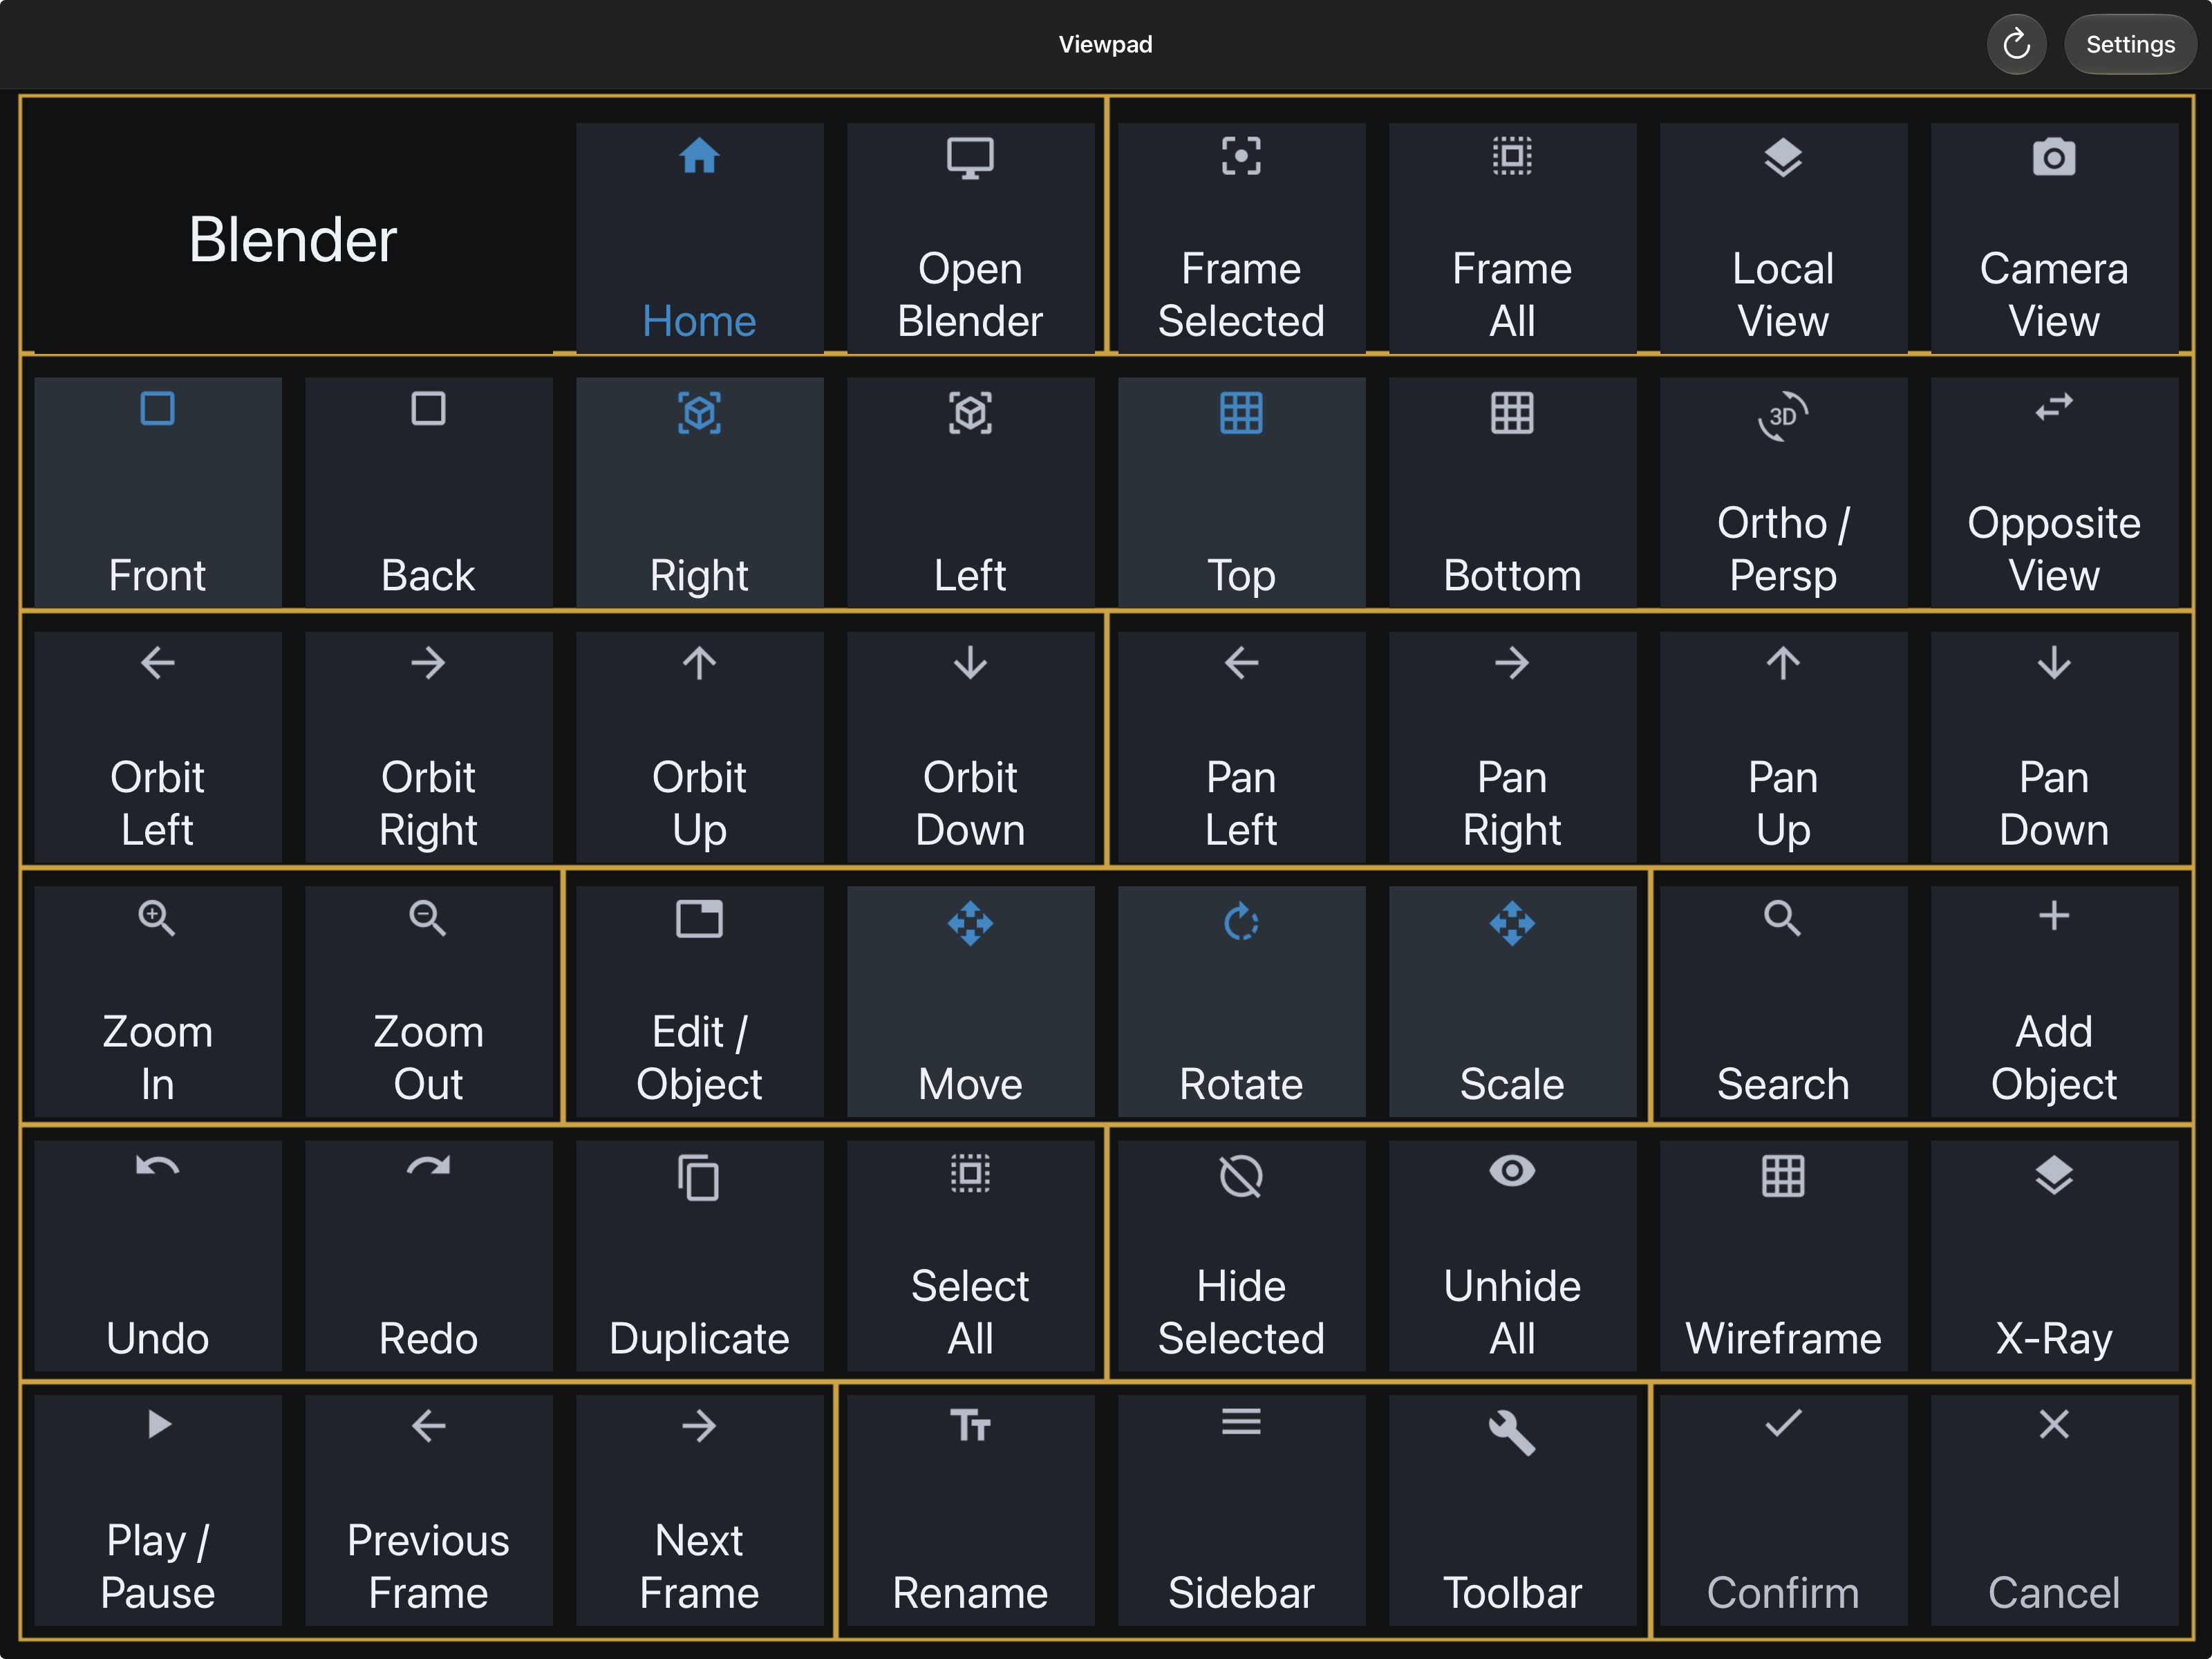 Viewpad
Settings
Blender
Home
Open
Blender
Frame
Selected
Frame
All
Local
View
Camera
View
Front
Back
Right
Left
Top
Bottom
3D
Ortho /
Persp
Opposite
View
Orbit
Left
Orbit
Right
Orbit
Up
Orbit
Down
Pan
Left
Pan
Right
Pan
Up
Pan
Down
Zoom
In
Zoom
Out
Edit /
Object
Move
Rotate
Scale
Search
Add
Object
Undo
Redo
Duplicate
Select
All
Hide
Selected
Unhide
All
Wireframe
X-Ray
Play /
Pause
Previous
Frame
Next
Frame
Tt
Rename
Sidebar
Toolbar
Confirm
Cancel